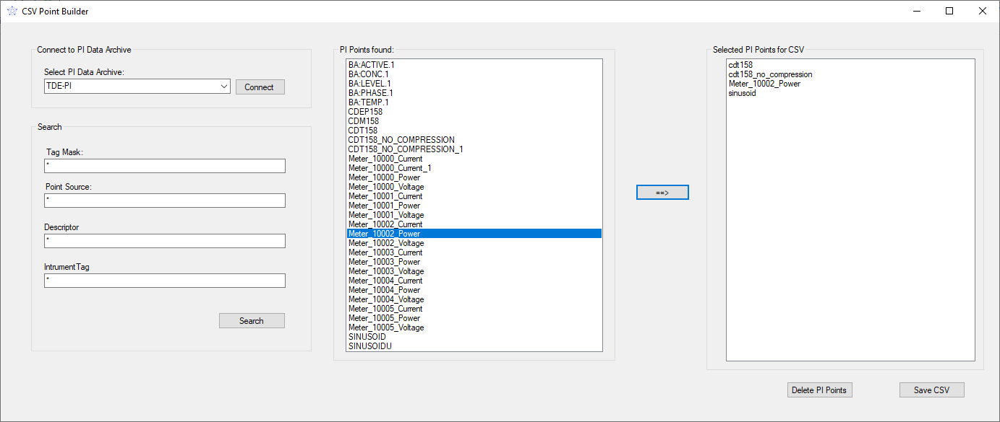 CSV Point Builder
Connect to PI Data Archive
Select PI Data Archive:
TDE-PI
Connect
Search
Tag Mask:
*
Point Source:
*
Descriptor
*
IntrumentTag
*
Search
PI Points found:
BA:ACTIVE.1
BA:CONC.1
BA:LEVEL.1
BA:PHASE.1
BA:TEMP.1
CDEP158
CDM158
CDT158
CDT158_NO_COMPRESSION
CDT158_NO_COMPRESSION_1
Meter_10000_Current
Meter_10000_Current_1
Meter_10000_Power
Meter_10000_Voltage
Meter_10001_Current
Meter_10001_Power
Meter_10001_Voltage
Meter_10002_Current
Meter_10002_Power
Meter_10002_Voltage
Meter_10003_Current
Meter_10003_Power
Meter_10003_Voltage
Meter_10004_Current
Meter_10004_Power
Meter_10004_Voltage
Meter_10005_Current
Meter_10005_Power
Meter_10005_Voltage
SINUSOID
SINUSOIDU
==>
Selected PI Points for CSV
cdt158
cdt158_no_compression
Meter_10002_Power
sinusoid
Delete PI Points
Save CSV